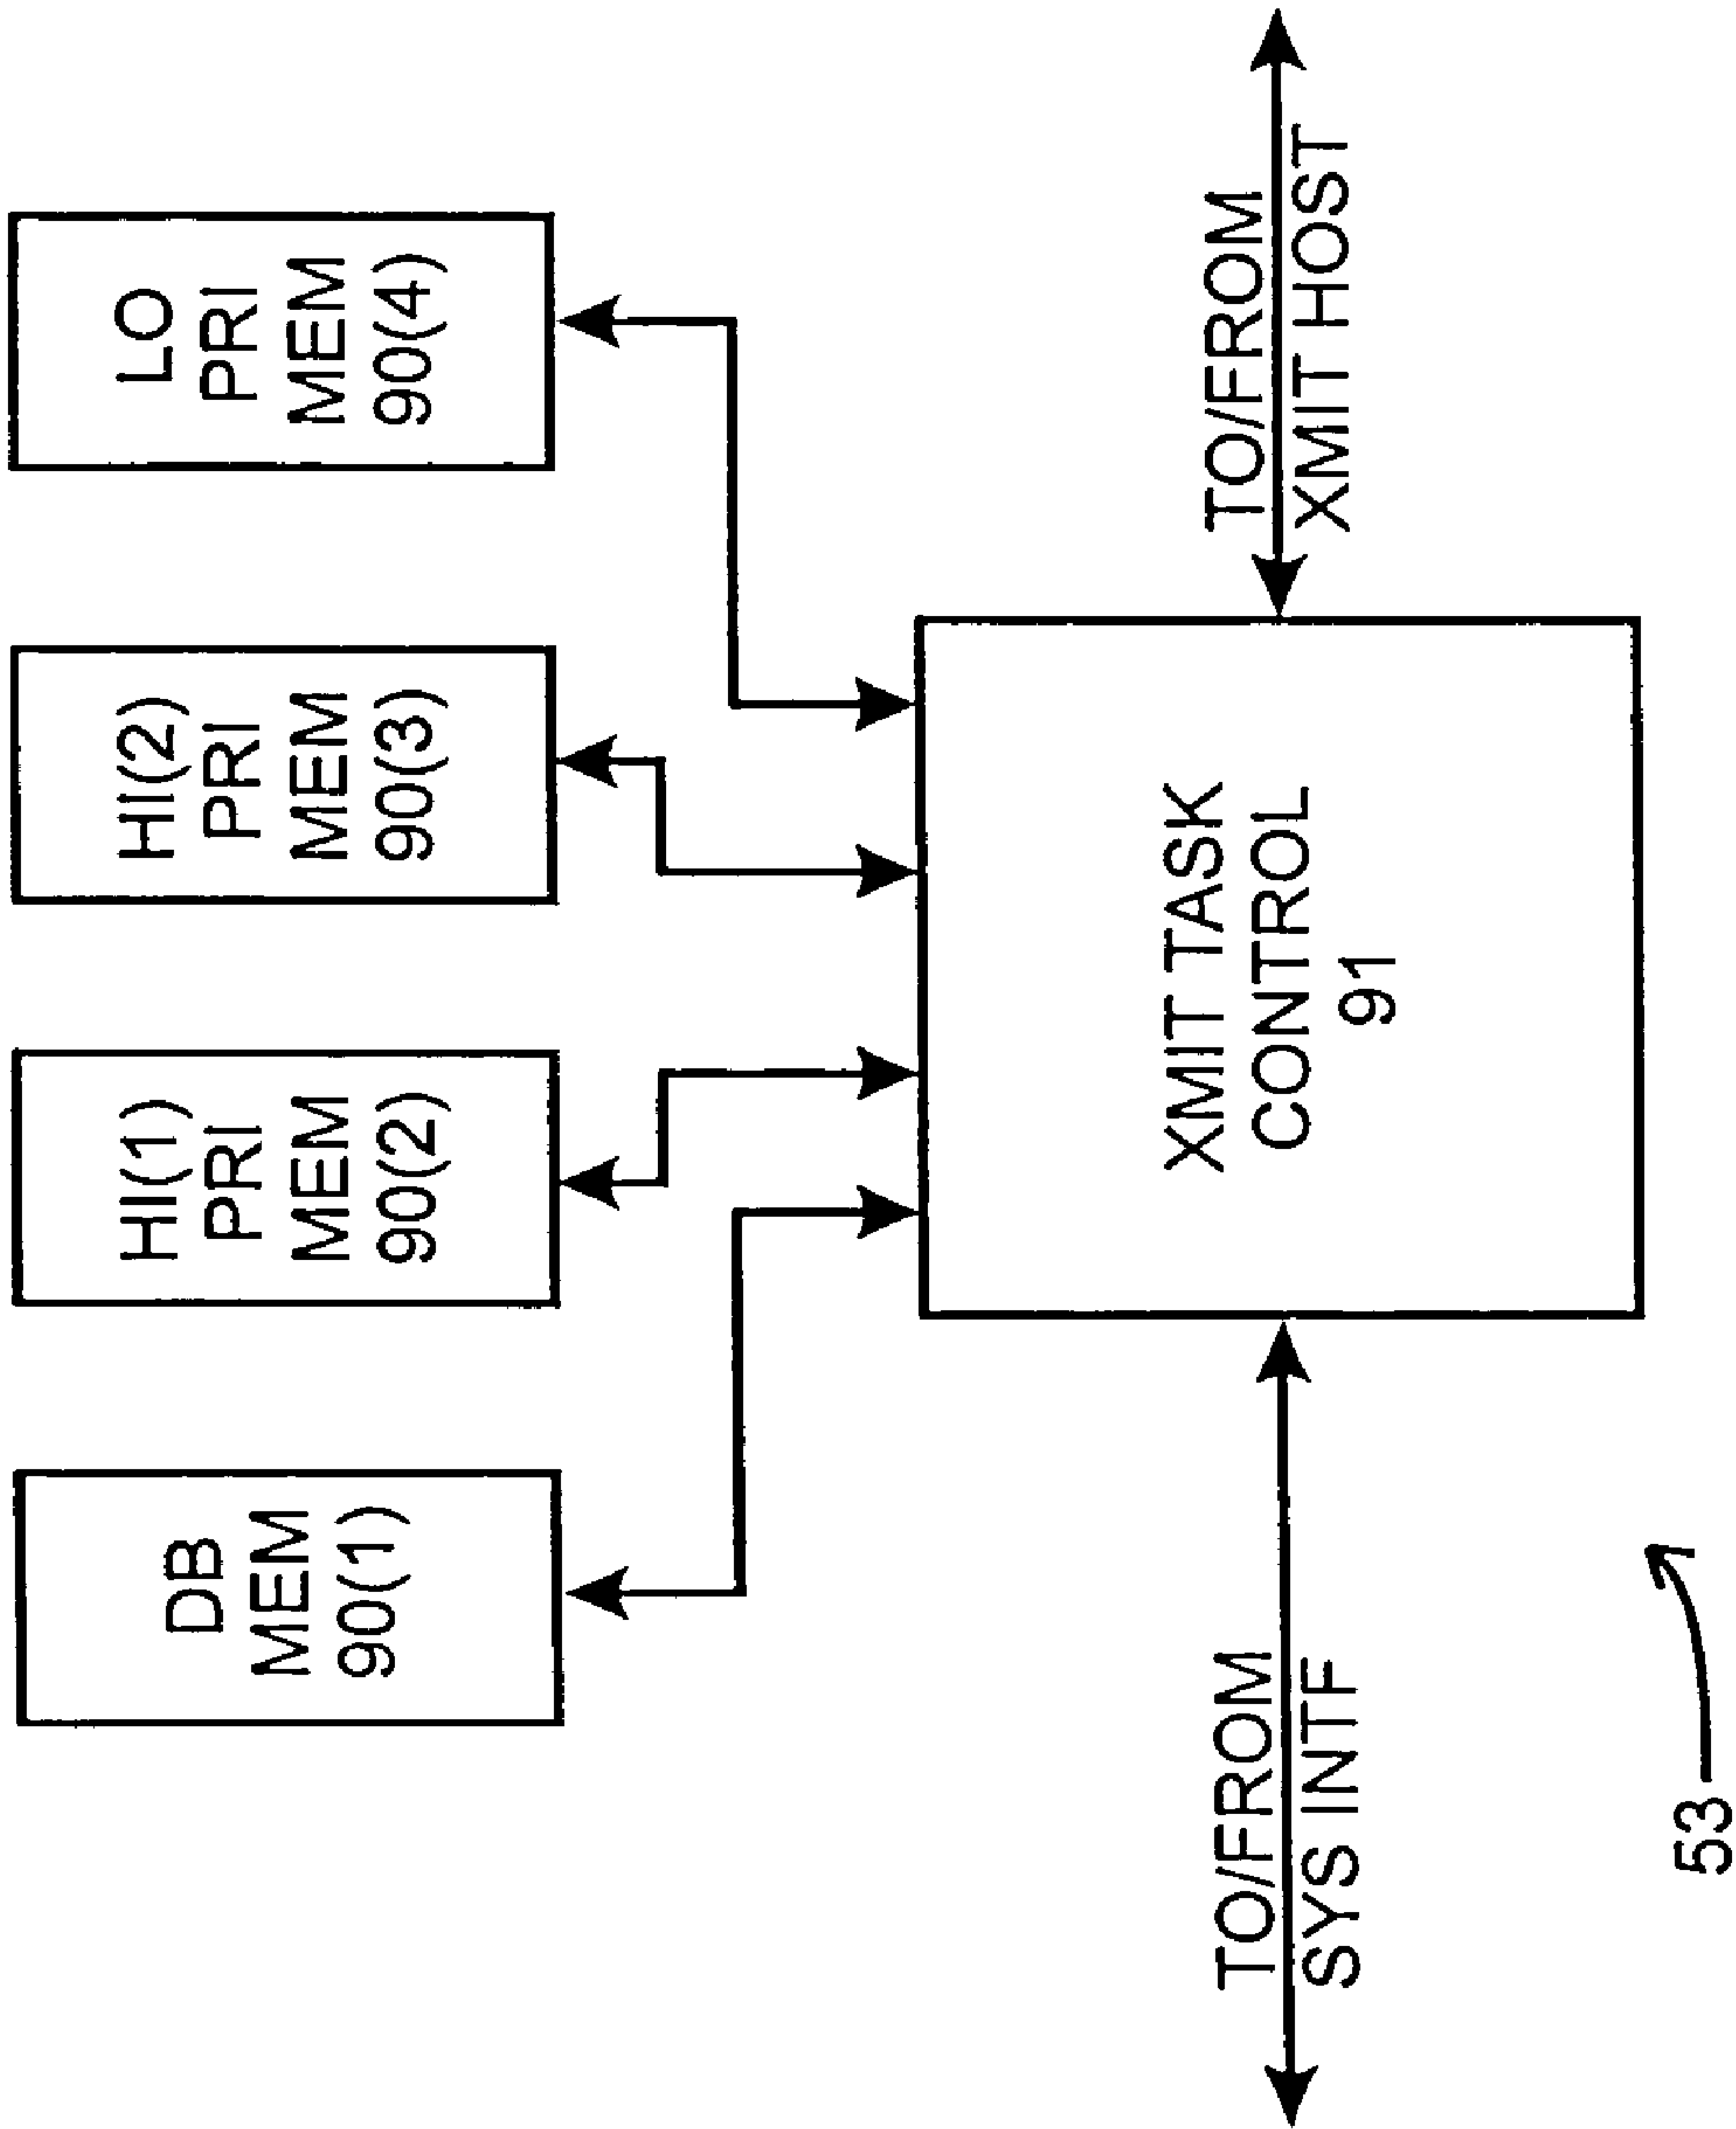 DB
MEM
90(1)
HI(1)
PRI
MEM
90(2)
HI(2)
PRI
MEM
90(3)
LO
PRI
MEM
90(4)
TO/FROM
SYS INTF
XMIT TASK
CONTROL
91
TO/FROM
XMIT HOST
53